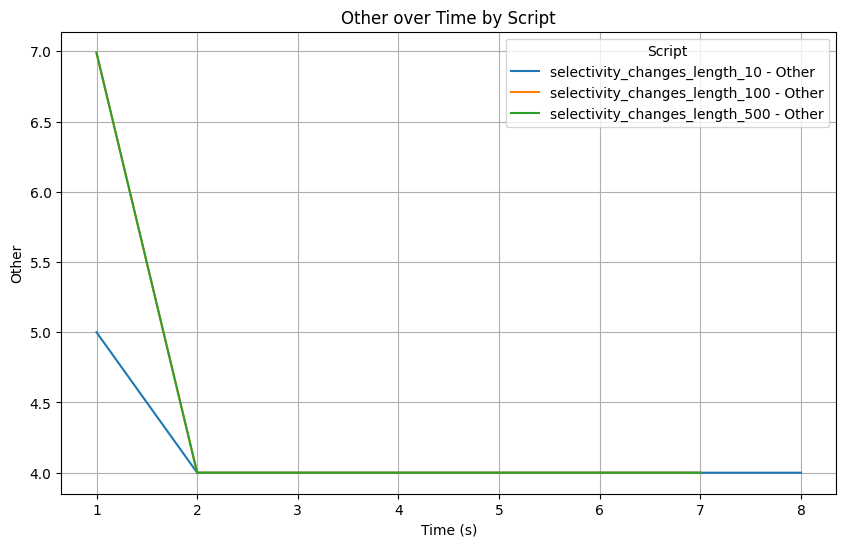 Other over Time by Script
Script
selectivity_changes_length_10 - Other
selectivity_changes_length_100 - Other
selectivity_changes_length_500 - Other
Other
7.0
6.5
6.0
5.5
5.0
4.5
4.0
1 2 3 4 5 6 7 8
Time (s)